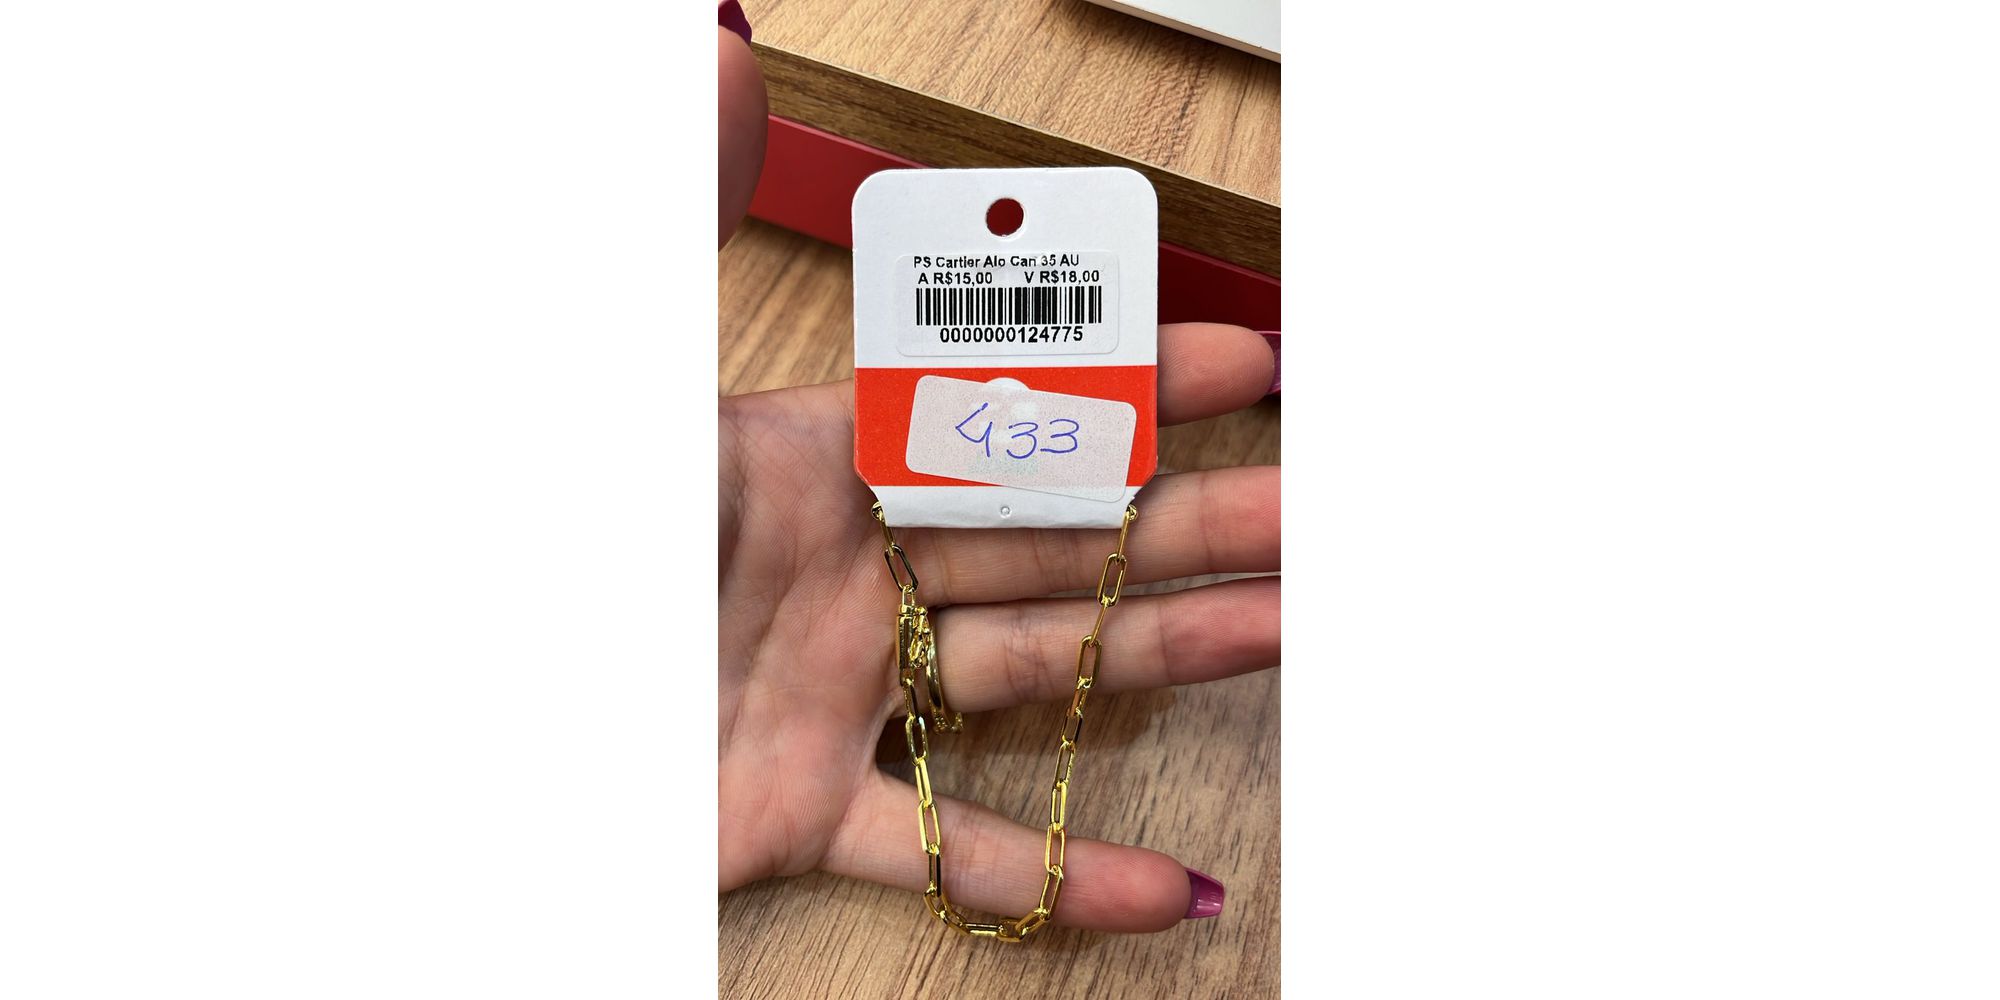 PS Cartier Alo Can 35 AU
A R$15,00 V R$18,00
0000000124775
433